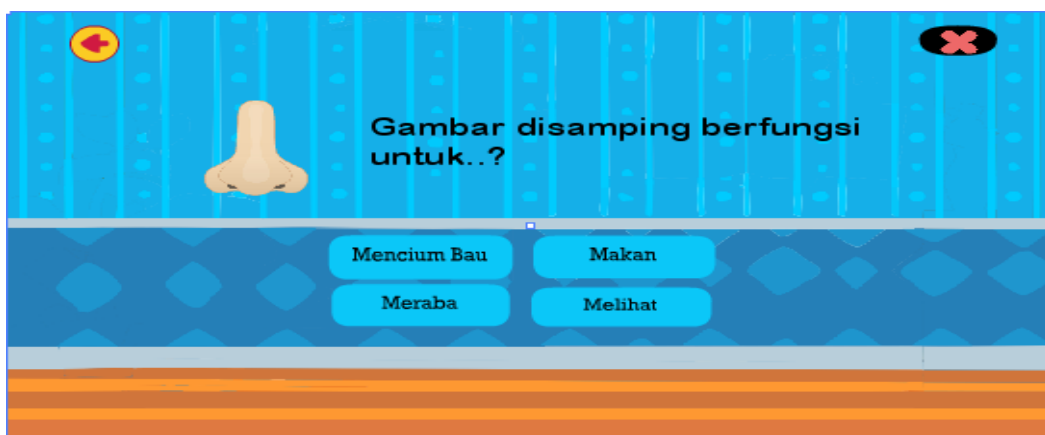 Gambar disamping berfungsi
untuk..?
Mencium Bau
Makan
Meraba
Melihat